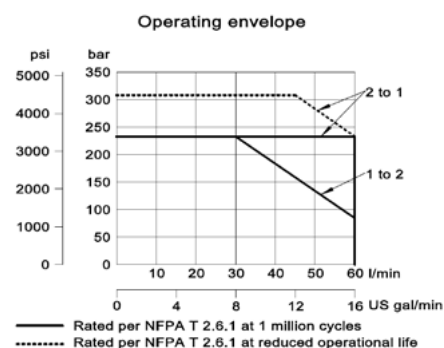 Operating envelope
psi bar
5000 350
300
4000
250
3000 200
150
2000
100
1000
50
0 0
2 to 1
1 to 2
10 20 30 40 50 60 l/min
0 4 8 12 16 US gal/min
Rated per NFPA T 2.6.1 at 1 million cycles
Rated per NFPA T 2.6.1 at reduced operational life